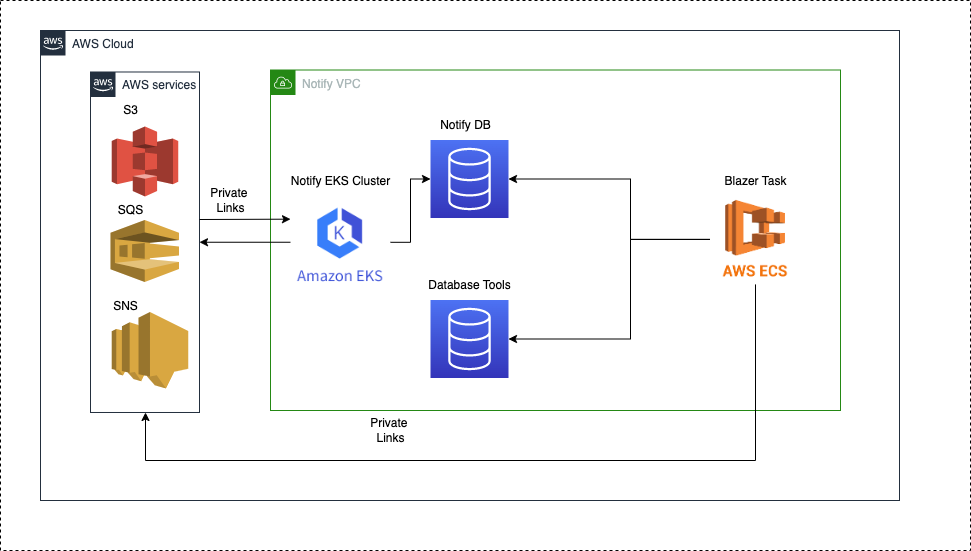 aws
AWS Cloud
aws
AWS services
Notify VPC
S3
Notify DB
Notify EKS Cluster
Blazer Task
Private
Links
SQS
K
Amazon EKS
AWS ECS
Database Tools
SNS
Private
Links